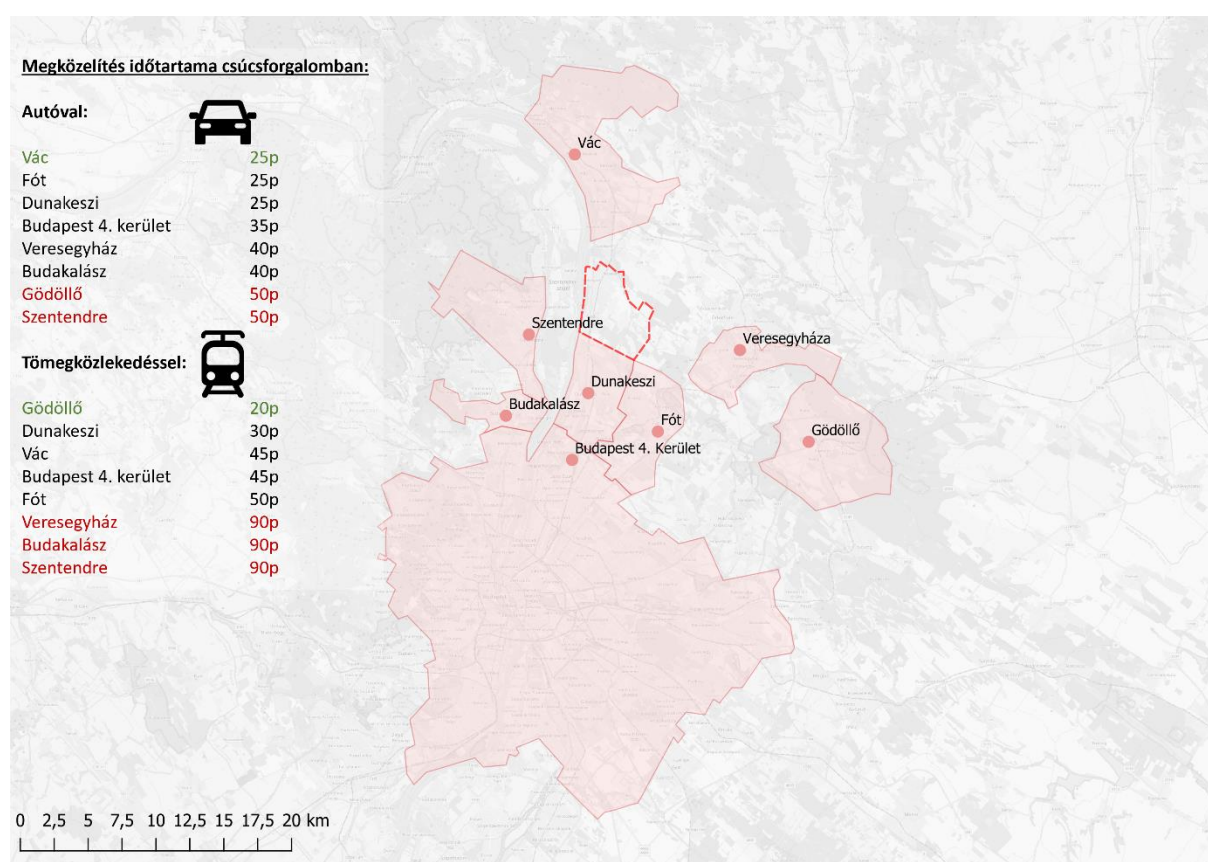 Megközelítés időtartama csúcsforgalomban:
Autóval:
Vác 25p
Fót 25p
Dunakeszi 25p
Budapest 4. kerület 35p
Veresegyház 40p
Budakalász 40p
Gödöllő 50p
Szentendre 50p
Tömegközlekedéssel:
Gödöllő 20p
Dunakeszi 30p
Vác 45p
Budapest 4. kerület 45p
Fót 50p
Veresegyház 90p
Budakalász 90p
Szentendre 90p
Vác
Szentendre
Veresegyháza
Dunakeszi
Budakalász
Fót
Gödöllő
Budapest 4. Kerület
0 2,5 5 7,5 10 12,5 15 17,5 20 km